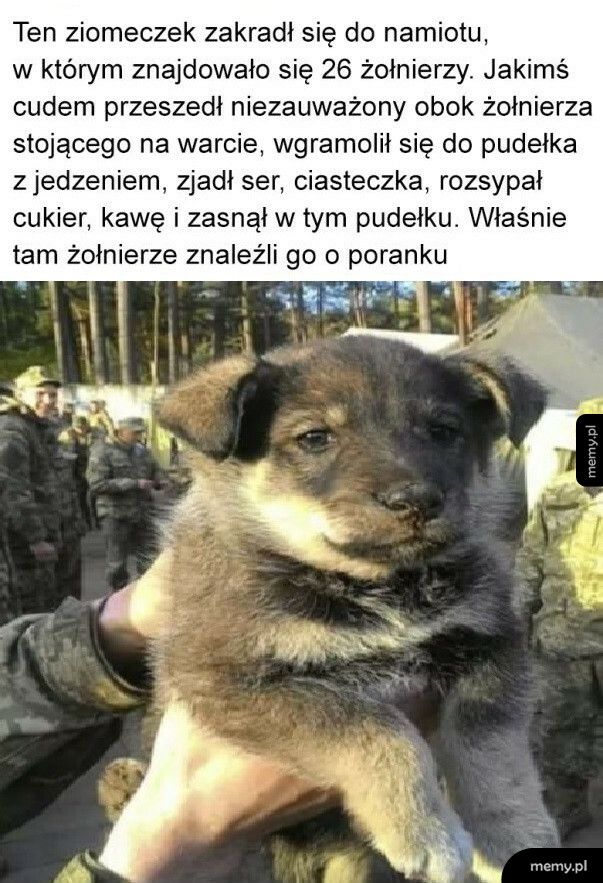 Ten ziomeczek zakradł się do namiotu,
w którym znajdowało się 26 żołnierzy. Jakimś
cudem przeszedł niezauważony obok żołnierza
stojącego na warcie, wgramolił się do pudełka
z jedzeniem, zjadł ser, ciasteczka, rozsypał
cukier, kawę i zasnął w tym pudełku. Właśnie
tam żołnierze znaleźli go o poranku
memy.pl
memy.pl